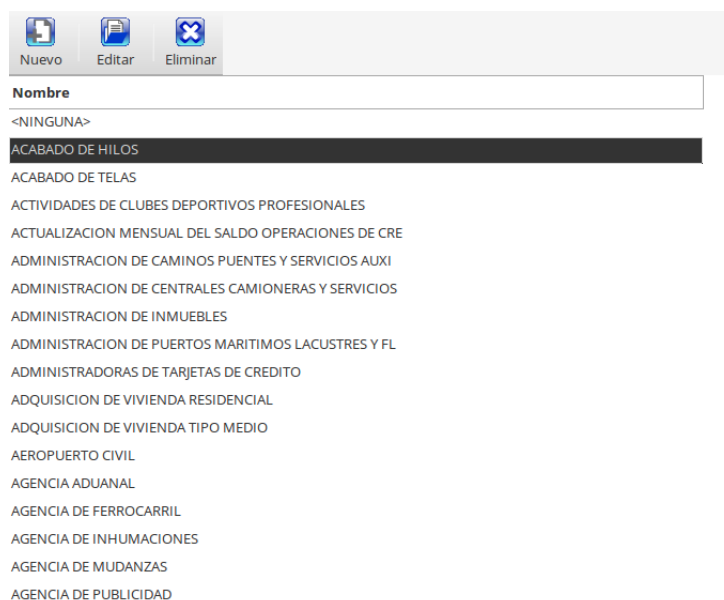 Nuevo Editar Eliminar
Nombre
<NINGUNA>
ACABADO DE HILOS
ACABADO DE TELAS
ACTIVIDADES DE CLUBES DEPORTIVOS PROFESIONALES
ACTUALIZACION MENSUAL DEL SALDO OPERACIONES DE CRE
ADMINISTRACION DE CAMINOS PUENTES Y SERVICIOS AUXI
ADMINISTRACION DE CENTRALES CAMIONERAS Y SERVICIOS
ADMINISTRACION DE INMUEBLES
ADMINISTRACION DE PUERTOS MARITIMOS LACUSTRES Y FL
ADMINISTRADORAS DE TARJETAS DE CREDITO
ADQUISICION DE VIVIENDA RESIDENCIAL
ADQUISICION DE VIVIENDA TIPO MEDIO
AEROPUERTO CIVIL
AGENCIA ADUANAL
AGENCIA DE FERROCARRIL
AGENCIA DE INHUMACIONES
AGENCIA DE MUDANZAS
AGENCIA DE PUBLICIDAD